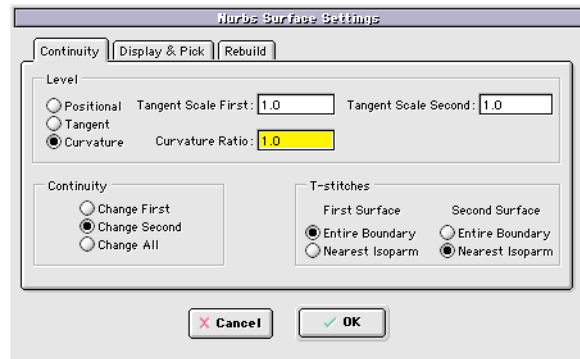 Nurbs Surface Settings
Continuity Display & Pick Rebuild
Level
Positional Tangent Scale First: 1.0 Tangent Scale Second: 1.0
Tangent
Curvature Curvature Ratio: 1.0
Continuity
Change First
Change Second
Change All
T-stitches
First Surface Second Surface
Entire Boundary Entire Boundary
Nearest Isoparm Nearest Isoparm
Cancel OK